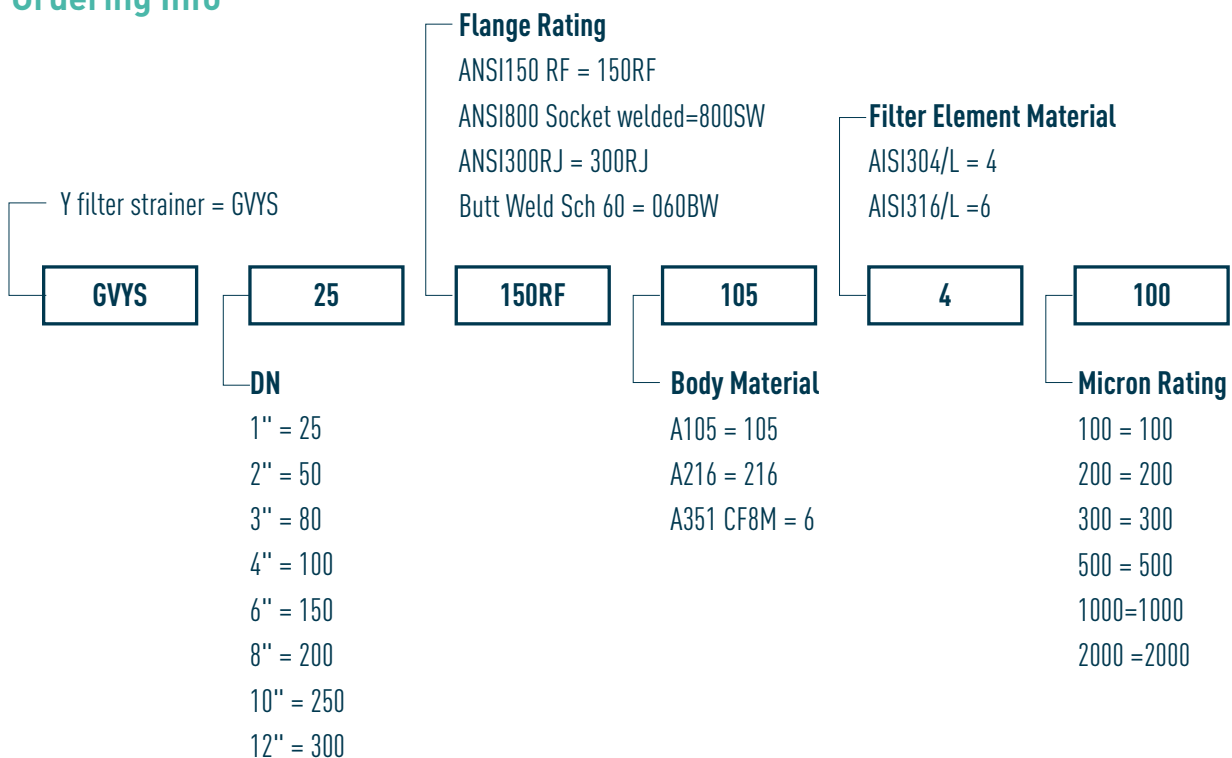 Ordering Info
Flange Rating
ANSI150 RF = 150RF
ANSI800 Socket welded=800SW
ANSI300RJ = 300RJ
Butt Weld Sch 60 = 060BW
Filter Element Material
AISI304/L = 4
AISI316/L =6
Y filter strainer = GVYS
GVYS 25 150RF 105 4 100
DN
1" = 25
2" = 50
3" = 80
4" = 100
6" = 150
8" = 200
10" = 250
12" = 300
Body Material
A105 = 105
A216 = 216
A351 CF8M = 6
Micron Rating
100 = 100
200 = 200
300 = 300
500 = 500
1000=1000
2000 =2000